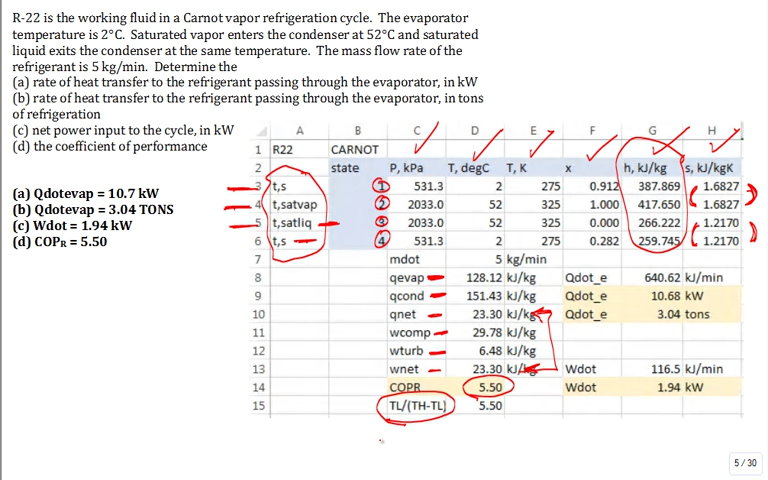 R-22 is the working fluid in a Carnot vapor refrigeration cycle. The evaporator
temperature is 2°C. Saturated vapor enters the condenser at 52°C and saturated
liquid exits the condenser at the same temperature. The mass flow rate of the
refrigerant is 5 kg/min. Determine the
(a) rate of heat transfer to the refrigerant passing through the evaporator, in kW
(b) rate of heat transfer to the refrigerant passing through the evaporator, in tons
of refrigeration
(c) net power input to the cycle, in kW
(d) the coefficient of performance
(a) Qdotevap = 10.7 kW
(b) Qdotevap = 3.04 TONS
(c) Wdot = 1.94 kW
(d) COPR = 5.50
A B C D E F G H
1 R22 CARNOT
2 state P, kPa T, degC T, K x h, kJ/kg s, kJ/kgK
3 t,s 1 531.3 2 275 0.912 387.869 1.6827
4 t,satvap 2 2033.0 52 325 1.000 417.650 1.6827
5 t,satliq 3 2033.0 52 325 0.000 266.222 1.2170
6 t,s 4 531.3 2 275 0.282 259.745 1.2170
7 mdot 5 kg/min
8 qevap 128.12 kJ/kg Qdot_e 640.62 kJ/min
9 qcond 151.43 kJ/kg Qdot_e 10.68 kW
10 qnet 23.30 kJ/kg Qdot_e 3.04 tons
11 wcomp 29.78 kJ/kg
12 wturb 6.48 kJ/kg
13 wnet 23.30 kJ/kg Wdot 116.5 kJ/min
14 COPR 5.50 Wdot 1.94 kW
15 TL/(TH-TL) 5.50
5 / 30